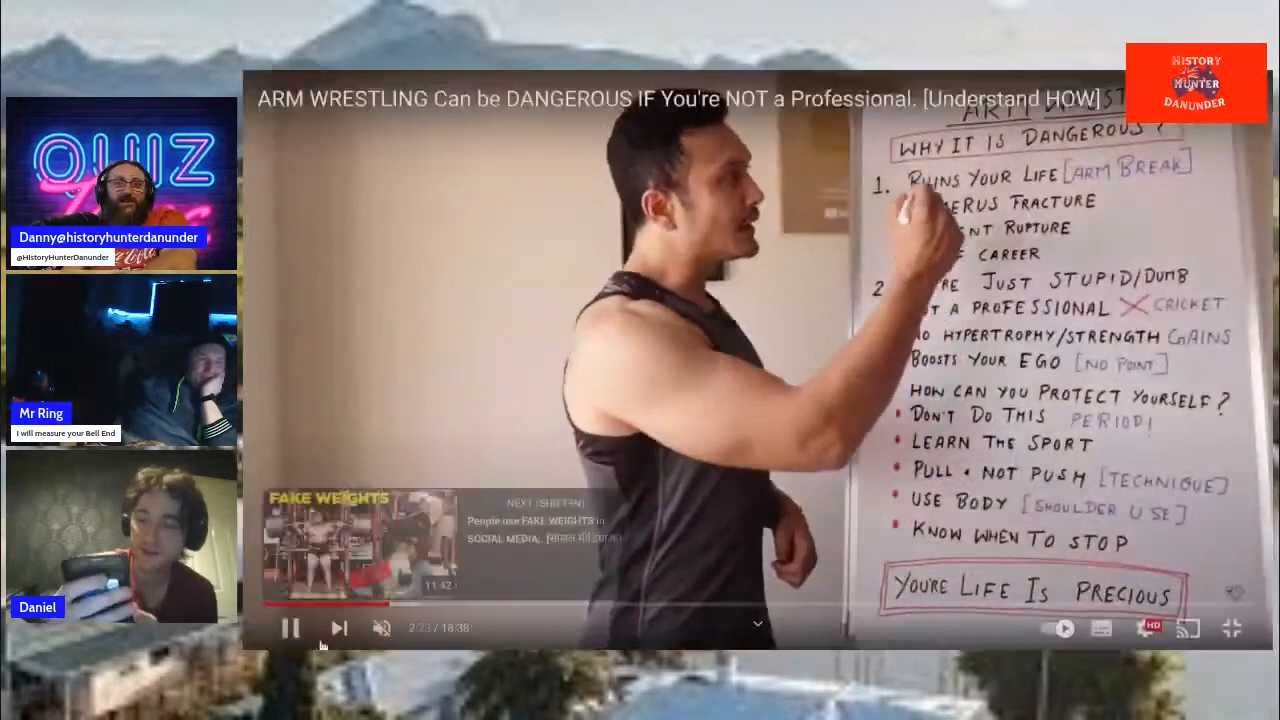 ARM WRESTLING Can be DANGEROUS IF You're NOT a Professional. [Understand HOW]
HISTORY
HUNTER
DANUNDER
QUIZ
Danny@historyhunterdanunder
@HistoryHunterDanunder
Mr Ring
I will measure your Bell End
Daniel
WHY IT IS DANGEROUS?
1. RUINS YOUR LIFE [ARM BREAK]
ERUS FRACTURE
ENT RUPTURE
CAREER
2 RE JUST STUPID/DUMB
T A PROFESSIONAL X CRICKET
NO HYPERTROPHY/STRENGTH GAINS
BOOSTS YOUR EGO [NO POINT]
HOW CAN YOU PROTECT YOURSELF?
• DON'T DO THIS PERIOD!
• LEARN THE SPORT
• PULL • NOT PUSH [TECHNIQUE]
• USE BODY [SHOULDER USE]
• KNOW WHEN TO STOP
YOU'RE LIFE IS PRECIOUS
FAKE WEIGHTS
11:42
NEXT (SHIFT+N)
People use FAKE WEIGHTS in
SOCIAL MEDIA.
2:23 / 18:38
HD